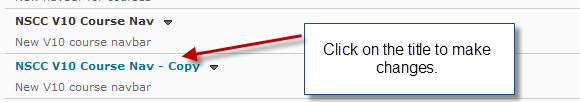 NSCC V10 Course Nav
New V10 course navbar
NSCC V10 Course Nav - Copy
New V10 course navbar
Click on the title to make
changes.